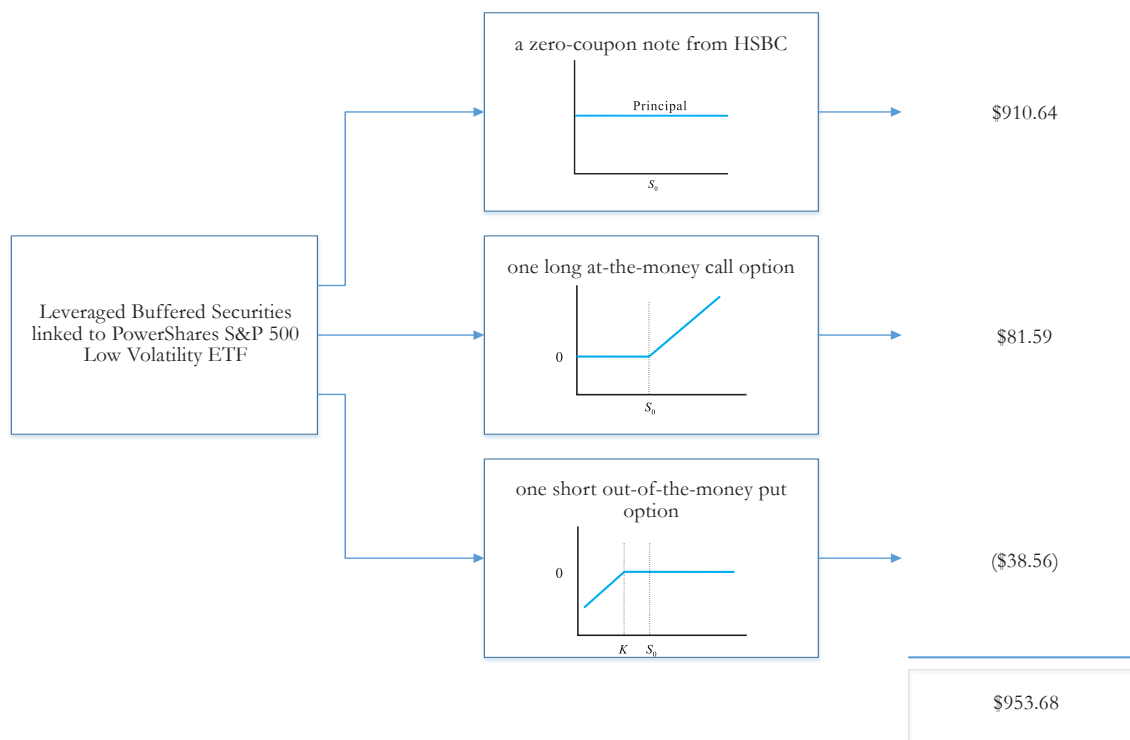 a zero-coupon note from HSBC
Principal
S₀
$910.64
Leveraged Buffered Securities
linked to PowerShares S&P 500
Low Volatility ETF
one long at-the-money call option
0
S₀
$81.59
one short out-of-the-money put
option
0
K S₀
($38.56)
$953.68